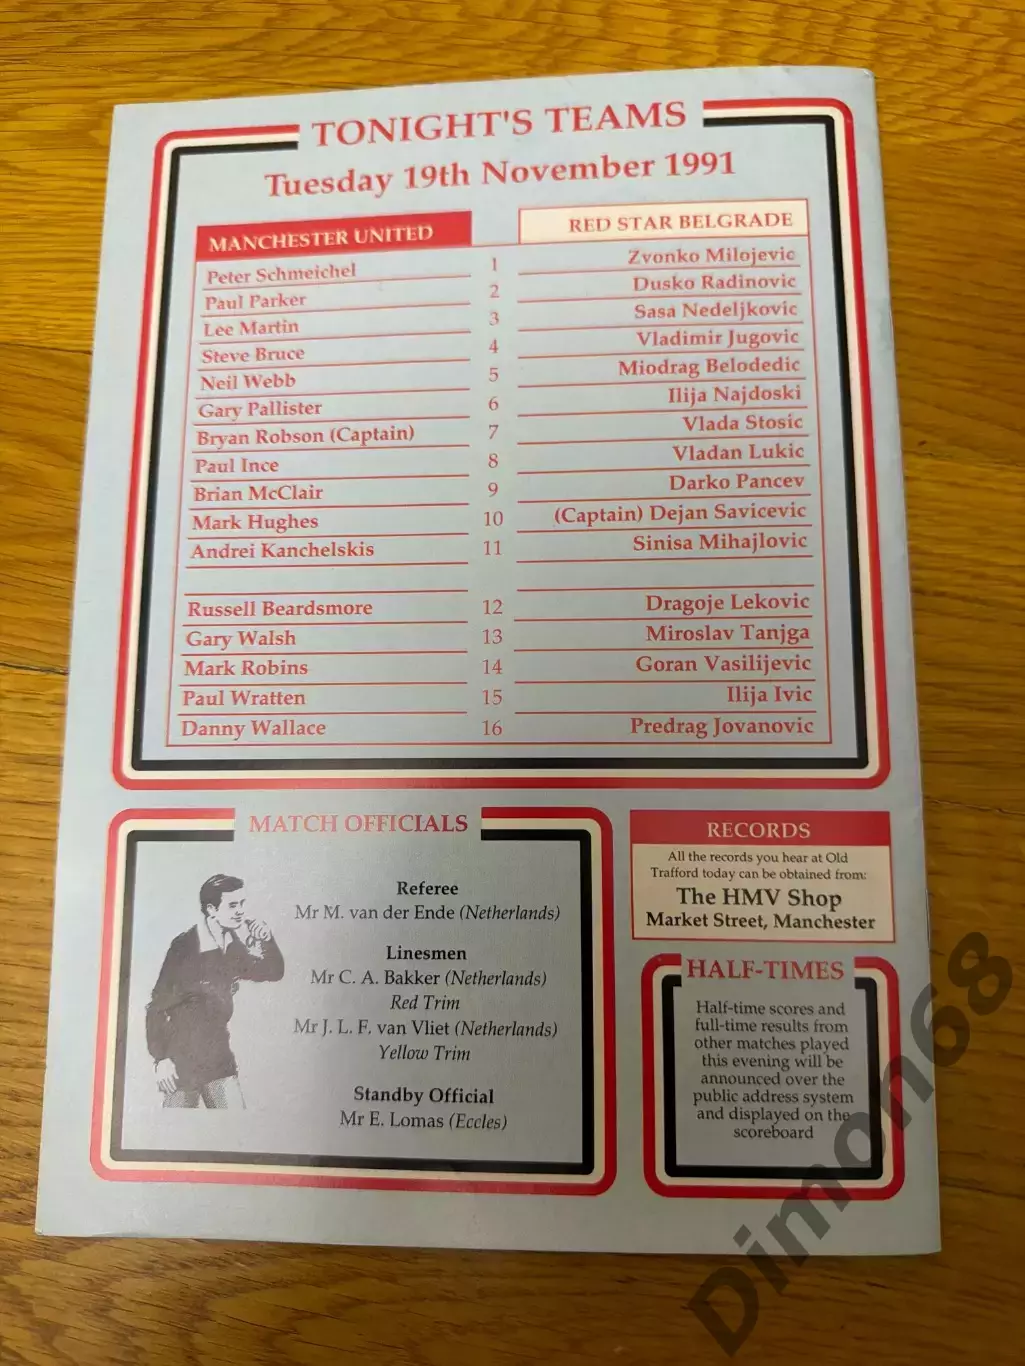 TONIGHT'S TEAMS
Tuesday 19th November 1991
MANCHESTER UNITED RED STAR BELGRADE
Peter Schmeichel 1 Zvonko Milojevic
Paul Parker 2 Dusko Radinovic
Lee Martin 3 Sasa Nedeljkovic
Steve Bruce 4 Vladimir Jugovic
Neil Webb 5 Miodrag Belodedic
Gary Pallister 6 Ilija Najdoski
Bryan Robson (Captain) 7 Vlada Stosic
Paul Ince 8 Vladan Lukic
Brian McClair 9 Darko Pancev
Mark Hughes 10 (Captain) Dejan Savicevic
Andrei Kanchelskis 11 Sinisa Mihajlovic
Russell Beardsmore 12 Dragoje Lekovic
Gary Walsh 13 Miroslav Tanjga
Mark Robins 14 Goran Vasilijevic
Paul Wratten 15 Ilija Ivic
Danny Wallace 16 Predrag Jovanovic
MATCH OFFICIALS
Referee
Mr M. van der Ende (Netherlands)
Linesmen
Mr C. A. Bakker (Netherlands)
Red Trim
Mr J. L. F. van Vliet (Netherlands)
Yellow Trim
Standby Official
Mr E. Lomas (Eccles)
RECORDS
All the records you hear at Old
Trafford today can be obtained from:
The HMV Shop
Market Street, Manchester
HALF-TIMES
Half-time scores and
full-time results from
other matches played
this evening will be
announced over the
public address system
and displayed on the
scoreboard
Dimon68